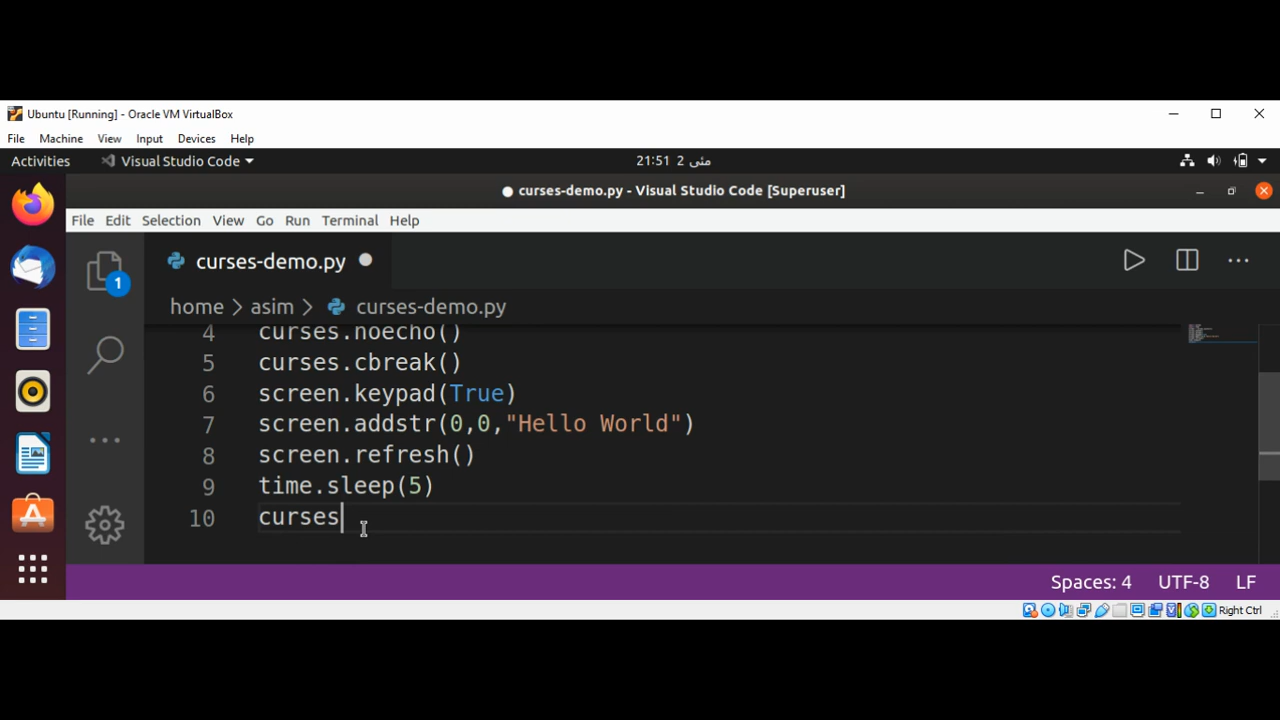 Ubuntu [Running] - Oracle VM VirtualBox
File Machine View Input Devices Help
Activities Visual Studio Code 21:51 2 مئی
curses-demo.py - Visual Studio Code [Superuser]
File Edit Selection View Go Run Terminal Help
curses-demo.py
1
home > asim > curses-demo.py
4 curses.noecho()
5 curses.cbreak()
6 screen.keypad(True)
7 screen.addstr(0,0,"Hello World")
8 screen.refresh()
9 time.sleep(5)
10 curses
Spaces: 4 UTF-8 LF
Right Ctrl